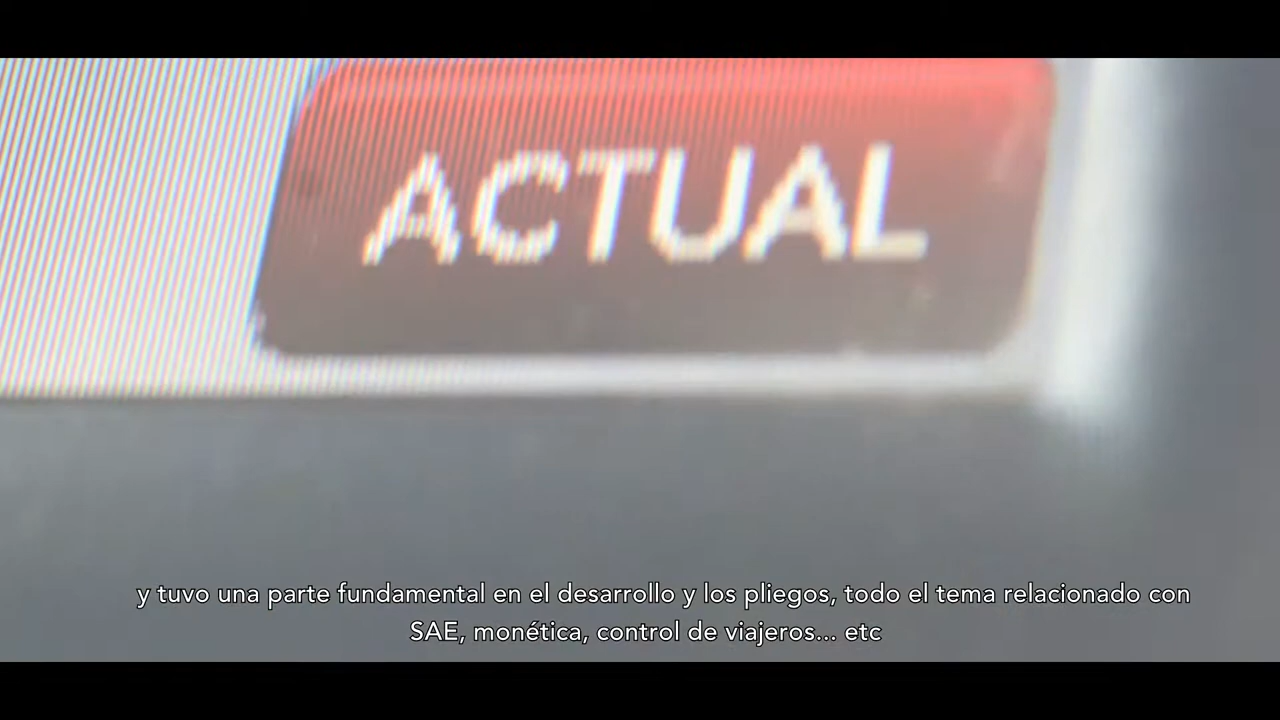 ACTUAL
y tuvo una parte fundamental en el desarrollo y los pliegos, todo el tema relacionado con
SAE, monética, control de viajeros... etc